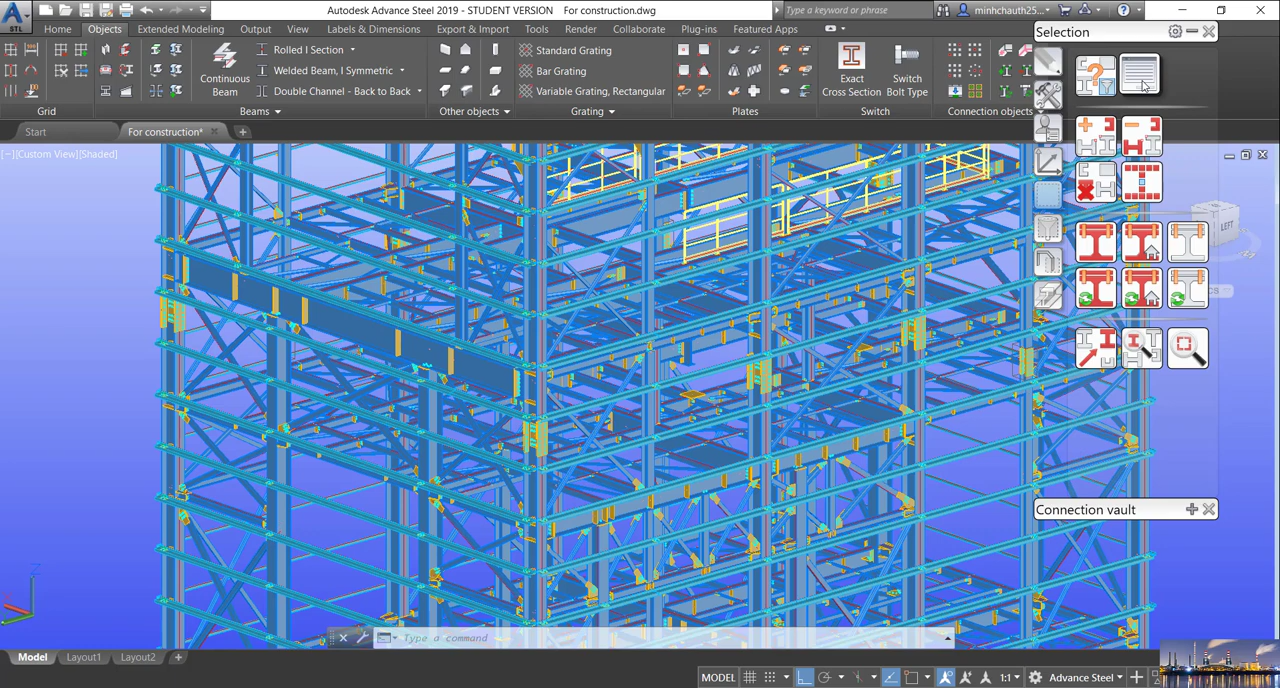 A
STL
Autodesk Advance Steel 2019 - STUDENT VERSION For construction.dwg
Type a keyword or phrase
minhchauth25...
Home Objects Extended Modeling View Output Labels & Dimensions Export & Import Tools Render Collaborate Plug-ins Featured Apps
Grid
Continuous
Beam
Rolled I Section
Welded Beam, I Symmetric
Double Channel - Back to Back
Beams
Other objects
Standard Grating
Bar Grating
Variable Grating, Rectangular
Grating
Plates
Exact
Cross Section
Switch
Bolt Type
Switch
Connection objects
Selection
Start
For construction*
[−][Custom View][Shaded]
LEFT
Connection vault
Z
Type a command
Model Layout1 Layout2 +
MODEL
1:1
Advance Steel